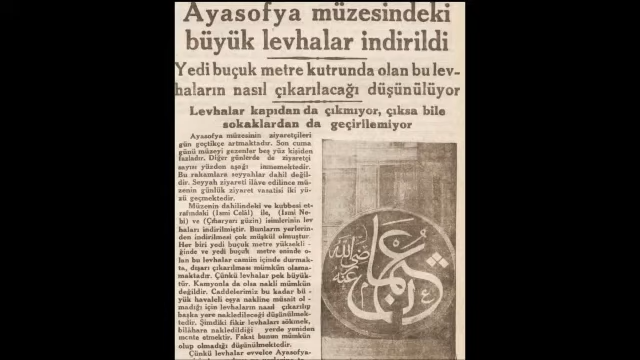 Ayasofya müzesindeki
büyük levhalar indirildi
Yedi buçuk metre kutrunda olan bu lev-
haların nasıl çıkarılacağı düşünülüyor
Levhalar kapıdan da çıkmıyor, çıksa bile
sokaklardan da geçirilemiyor
Ayasofya müzesinin ziyaretçileri
gün geçtikçe artmaktadır. Son cuma
günü müzeyi gezenler beş yüz kişiden
fazladır. Diğer günlerde de ziyaretçi
sayısı yüzden aşağı inmemektedir.
Bu rakamlara seyyahlar dahil değil-
dir. Seyyah ziyareti ilâve edilince mü-
zenin günlük ziyaret vasatisi iki yü-
zü geçmektedir.
Müzenin dahilindeki ve kubbesi et-
rafındaki (İsmi Celâl) ile, (İsmi Ne-
bi) ve (Çiharyarı güzin) isimlerinin lev
haları indirilmiştir. Bunların yerlerin-
den indirilmesi çok müşkül olmuştur.
Her biri yedi buçuk metre yüksekli -
ğinde ve yedi buçuk metre eninde o-
lan bu levhalar camiin içinde durmak-
ta, dışarı çıkarılması mümkün olama-
maktadır. Çünkü levhalar pek büyük-
tür. Kamyonla da olsa nakli mümkün
değildir. Caddelerimiz bu kadar bü -
yük havaleli eşya nakline müsait ol -
madığı için levhaların nasıl çıkarılıp
başka yere nakledileceği düşünülmek-
tedir. Şimdiki fikir levhaları sökmek,
bilâhara nakledildiği yerde yeniden
monte etmektir. Fakat bunun mümkün
olup olmadığı düşünülmektedir.
Çünkü levhalar evvelce Ayasofya-
عثمان
رضي الله
عنه